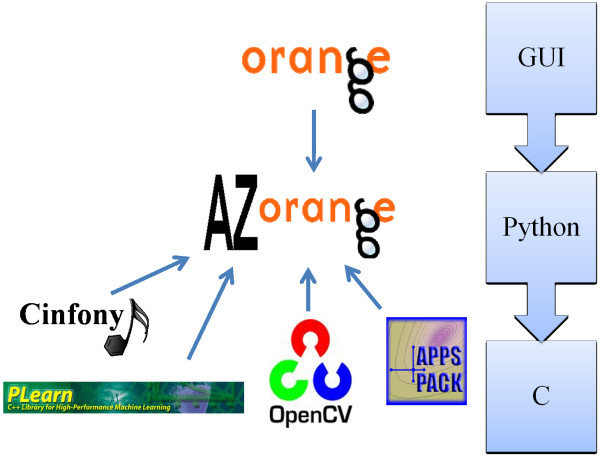 orange
GUI
AZorange
Python
Cinfony
PLearn
C++ Library for High-Performance Machine Learning
OpenCV
APPS
PACK
C